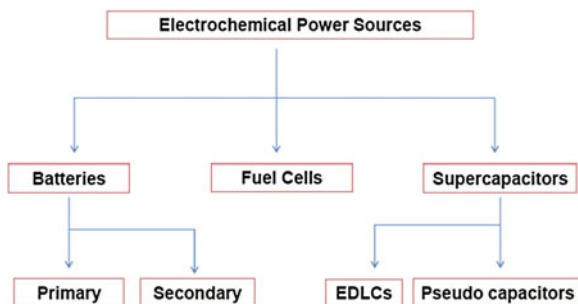 Electrochemical Power Sources
Batteries
Fuel Cells
Supercapacitors
Primary
Secondary
EDLCs
Pseudo capacitors